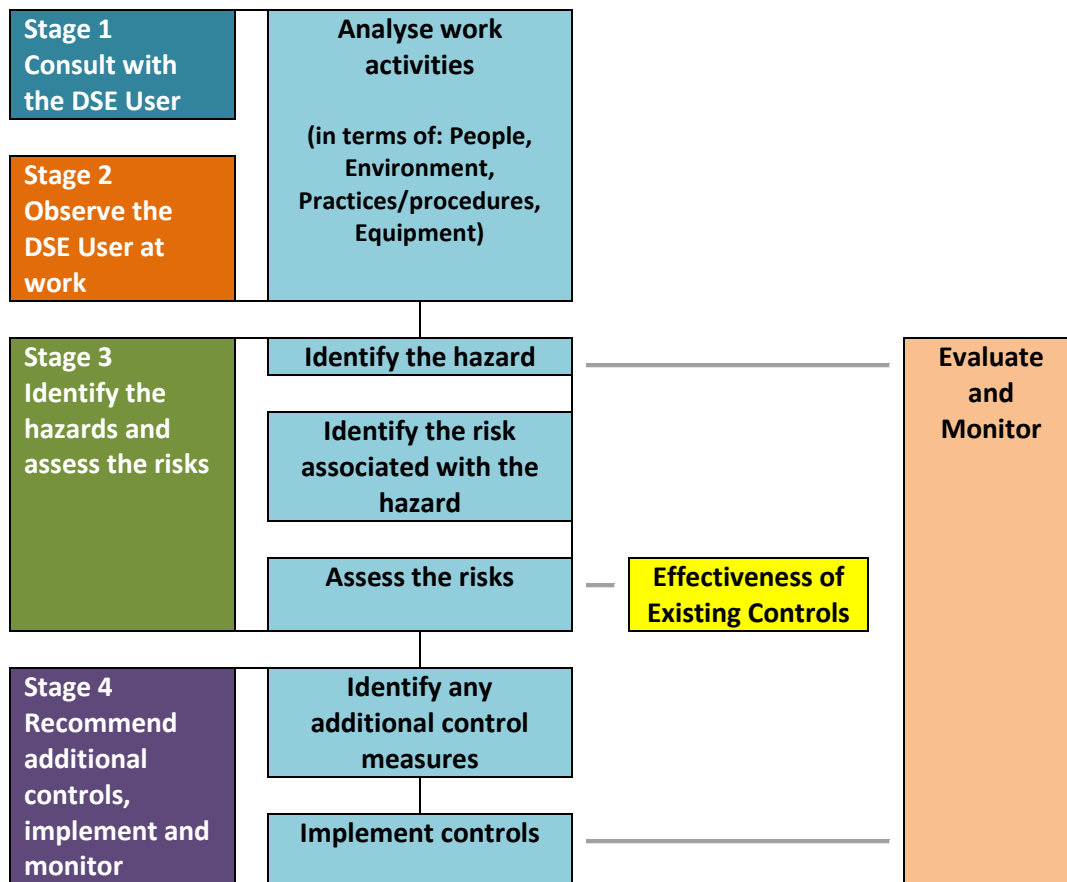 Stage 1
Consult with
the DSE User
Analyse work
activities
(in terms of: People,
Environment,
Practices/procedures,
Equipment)
Stage 2
Observe the
DSE User at
work
Stage 3
Identify the
hazards and
assess the risks
Identify the hazard
Identify the risk
associated with the
hazard
Assess the risks
Effectiveness of
Existing Controls
Evaluate
and
Monitor
Stage 4
Recommend
additional
controls,
implement and
monitor
Identify any
additional control
measures
Implement controls